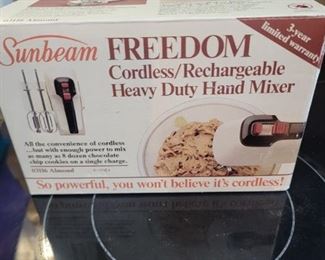 Sunbeam
FREEDOM
Cordless/Rechargeable
Heavy Duty Hand Mixer
3-year
limited warranty
All the convenience of cordless
...but with enough power to mix
as many as 8 dozen chocolate
chip cookies on a single charge.
03116 Almond
So powerful, you won't believe it's cordless!